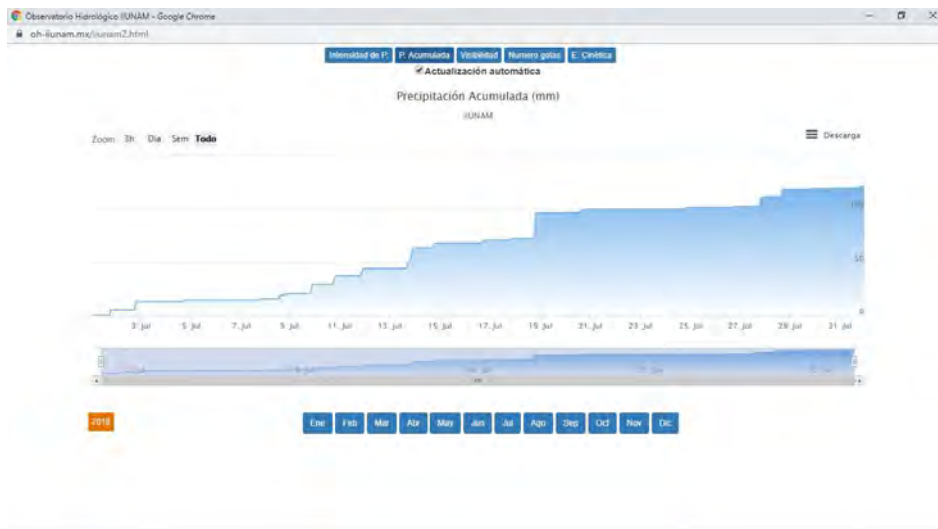 Observatorio Hidrológico IIUNAM - Google Chrome
oh-iiunam.mx/iiunam2.html
Intensidad de P. P. Acumulada Visibilidad Numero gotas E. Cinética
Actualización automática
Precipitación Acumulada (mm)
IIUNAM
Zoom 3h Dia Sem Todo
Descarga
100
50
0
3. Jul 5. Jul 7. Jul 9. Jul 11. Jul 13. Jul 15. Jul 17. Jul 19. Jul 21. Jul 23. Jul 25. Jul 27. Jul 29. Jul 31. Jul
2018
Ene Feb Mar Abr May Jun Jul Ago Sep Oct Nov Dic